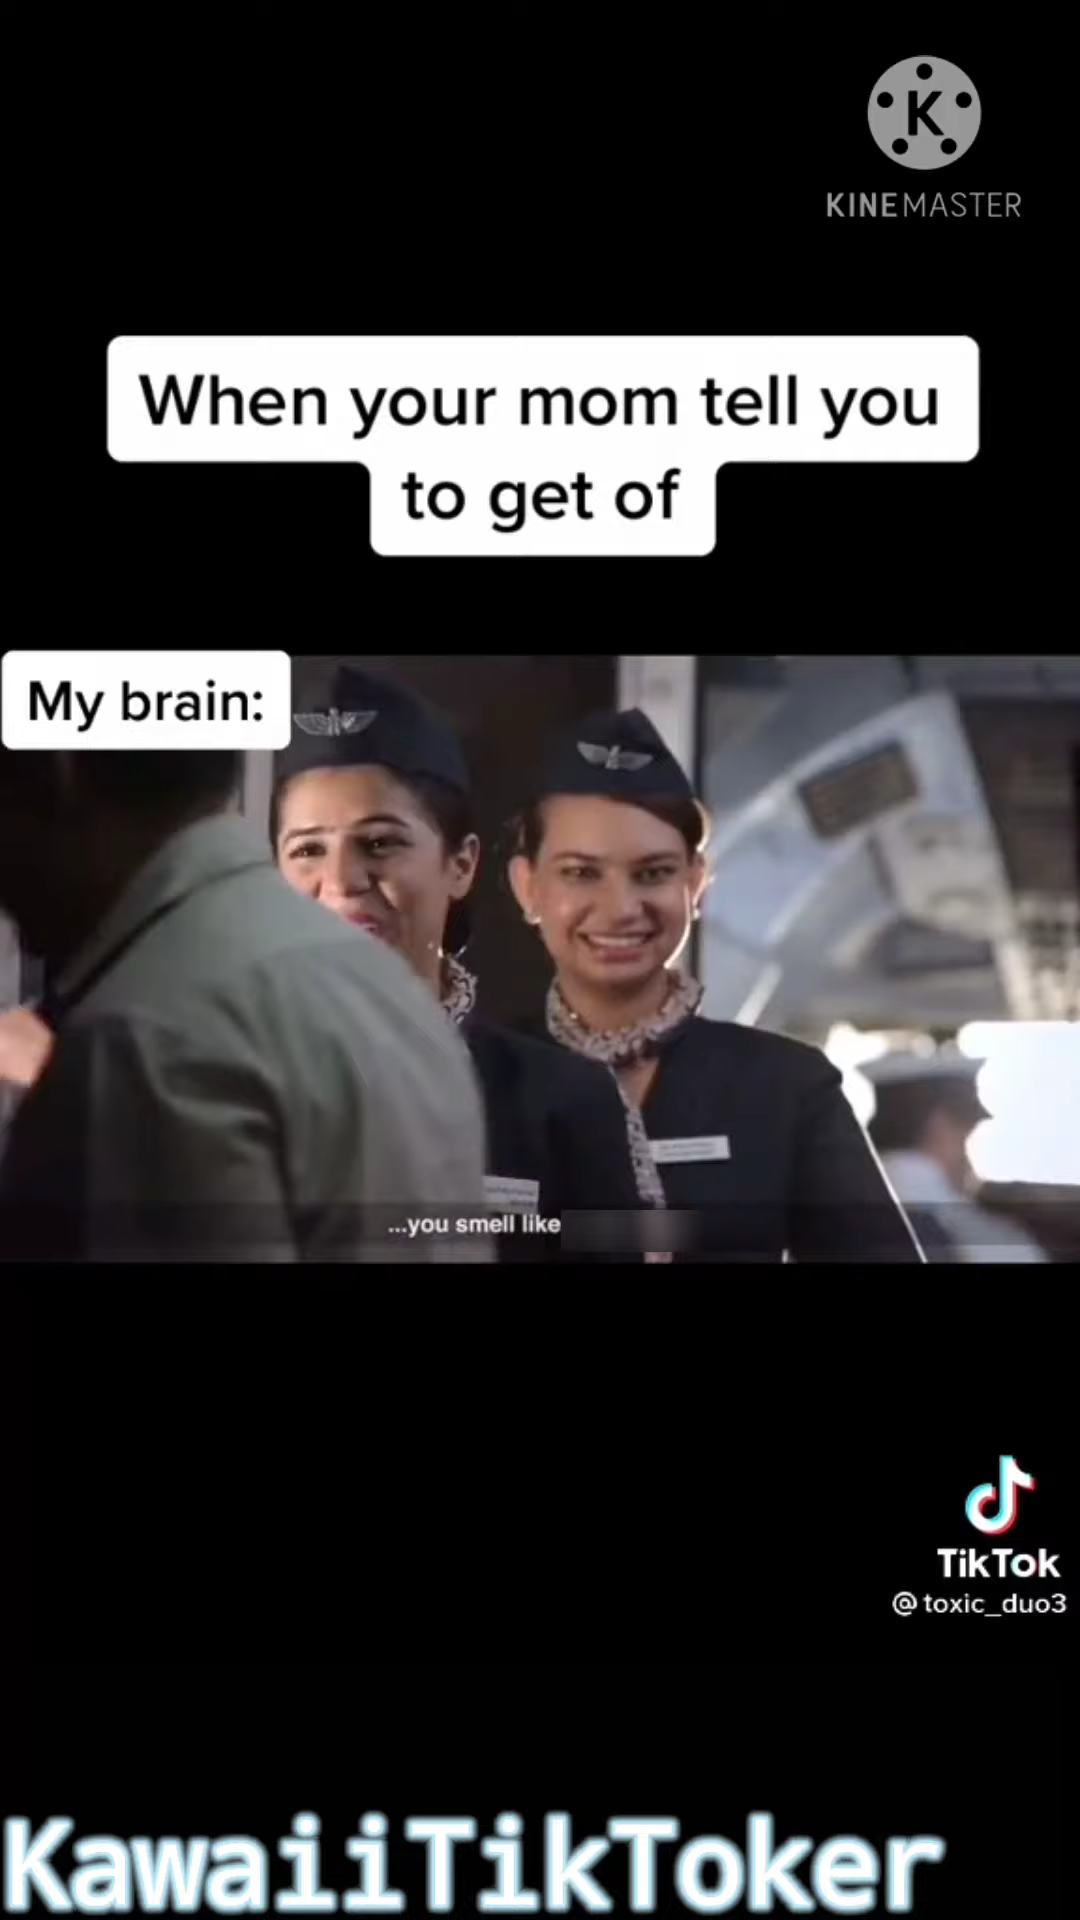 KINEMASTER
When your mom tell you
to get of
My brain:
...you smell like
TikTok
@toxic_duo3
KawaiiTikToker